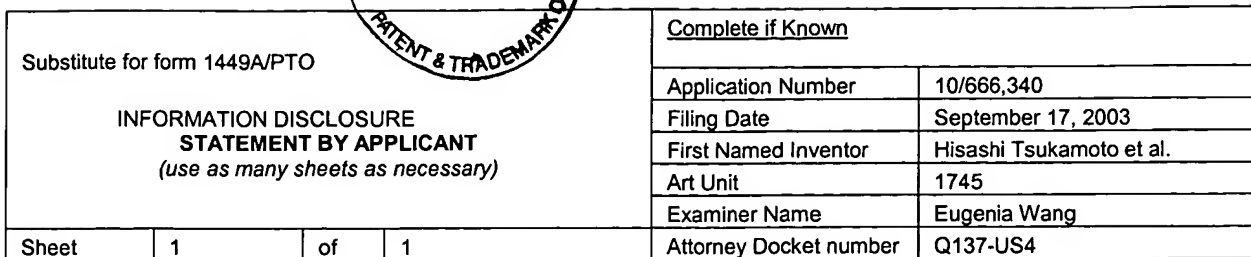 PATENT & TRADEMARK O
Substitute for form 1449A/PTO
INFORMATION DISCLOSURE
STATEMENT BY APPLICANT
(use as many sheets as necessary)
Sheet 1 of 1
Complete if Known
Application Number 10/666,340
Filing Date September 17, 2003
First Named Inventor Hisashi Tsukamoto et al.
Art Unit 1745
Examiner Name Eugenia Wang
Attorney Docket number Q137-US4